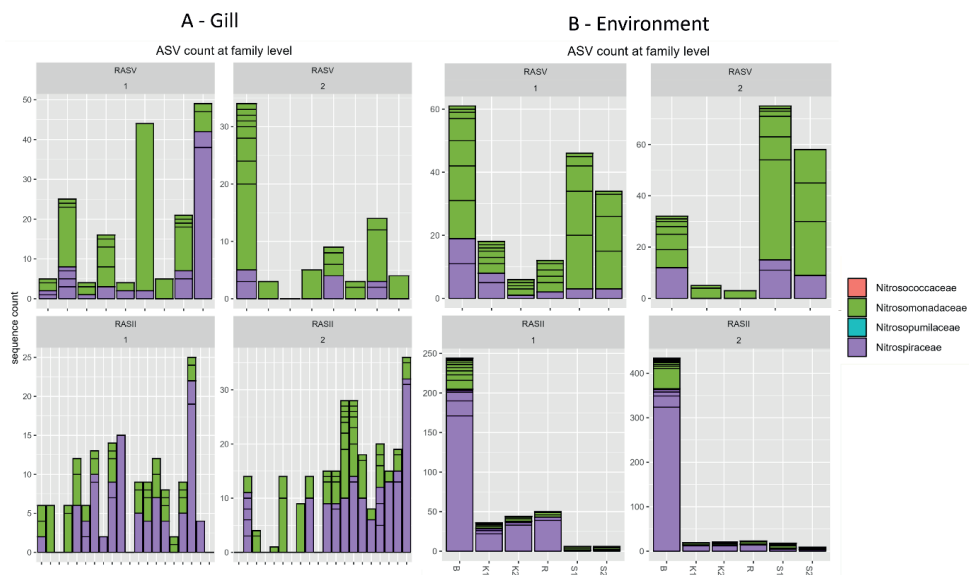 A - Gill
B - Environment
ASV count at family level
ASV count at family level
RASV
1
RASV
2
RASV
1
RASV
2
50
40
30
20
10
0
30
20
10
0
60
40
20
0
60
40
20
0
sequence count
RASII
1
RASII
2
RASII
1
RASII
2
25
20
15
10
5
0
30
20
10
0
250
200
150
100
50
0
400
300
200
100
0
B
K1
K2
R
S1
S2
B
K1
K2
R
S1
S2
Nitrosococcaceae
Nitrosomonadaceae
Nitrosopumilaceae
Nitrospiraceae